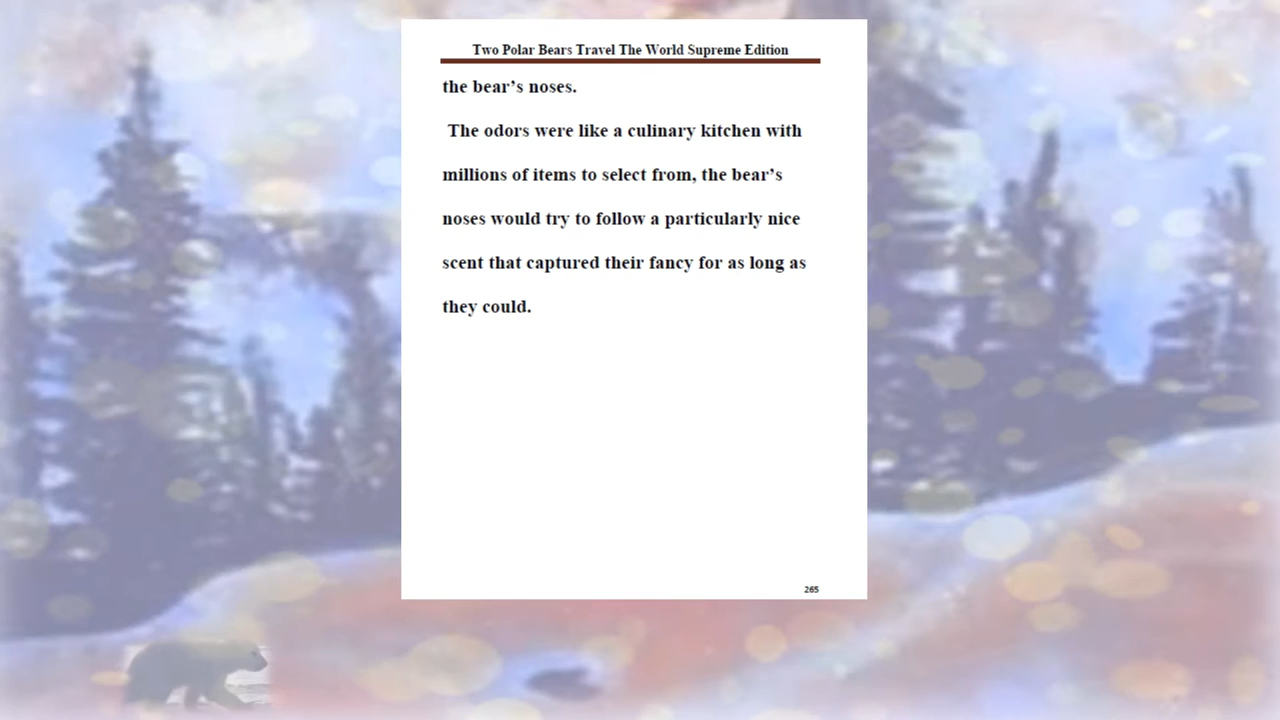 Two Polar Bears Travel The World Supreme Edition
the bear’s noses.
The odors were like a culinary kitchen with
millions of items to select from, the bear’s
noses would try to follow a particularly nice
scent that captured their fancy for as long as
they could.
265